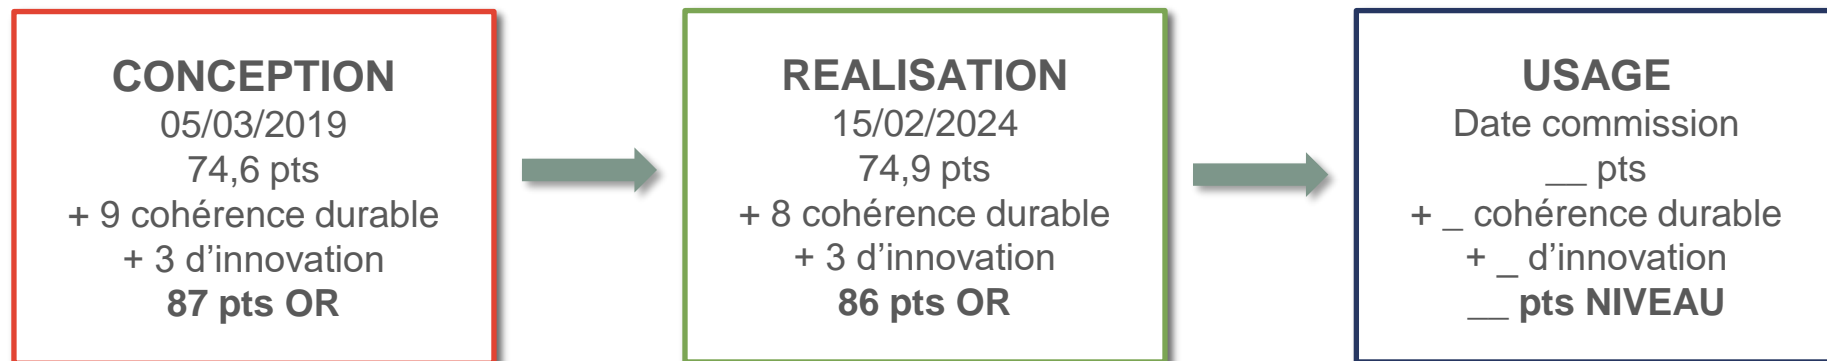 CONCEPTION
05/03/2019
74,6 pts
+ 9 cohérence durable
+ 3 d’innovation
87 pts OR
REALISATION
15/02/2024
74,9 pts
+ 8 cohérence durable
+ 3 d’innovation
86 pts OR
USAGE
Date commission
__ pts
+ _ cohérence durable
+ _ d’innovation
__ pts NIVEAU